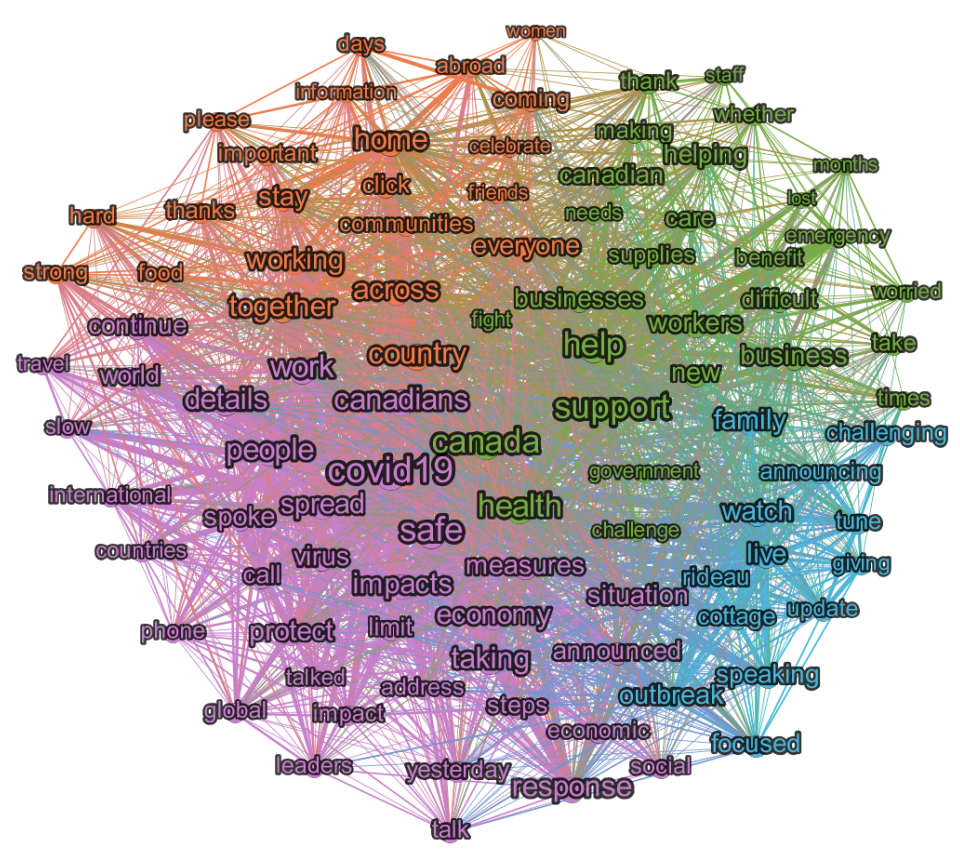 women
days
abroad
thank
staff
information
coming
whether
please
home
making
important
celebrate
helping
canadian
months
click
stay
friends
lost
hard
thanks
communities
needs
care
emergency
everyone
supplies
benefit
working
strong
food
across
businesses
difficult
worried
together
continue
fight
workers
help
take
country
business
travel
world
work
new
details
canadians
support
times
family
slow
people
canada
challenging
covid19
government
announcing
international
spread
health
spoke
watch
tune
safe
challenge
countries
virus
live
giving
call
impacts
measures
rideau
situation
economy
cottage
update
phone
protect
limit
taking
announced
talked
address
speaking
outbreak
global
impact
steps
economic
focused
leaders
yesterday
social
response
talk